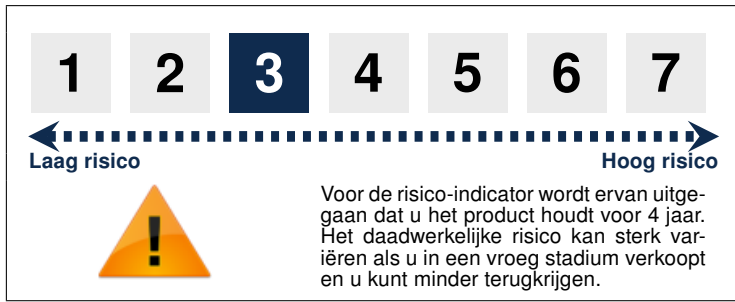 1 2 3 4 5 6 7
Laag risico Hoog risico
!
Voor de risico-indicator wordt ervan uitge-
gaan dat u het product houdt voor 4 jaar.
Het daadwerkelijke risico kan sterk var-
iëren als u in een vroeg stadium verkoopt
en u kunt minder terugkrijgen.